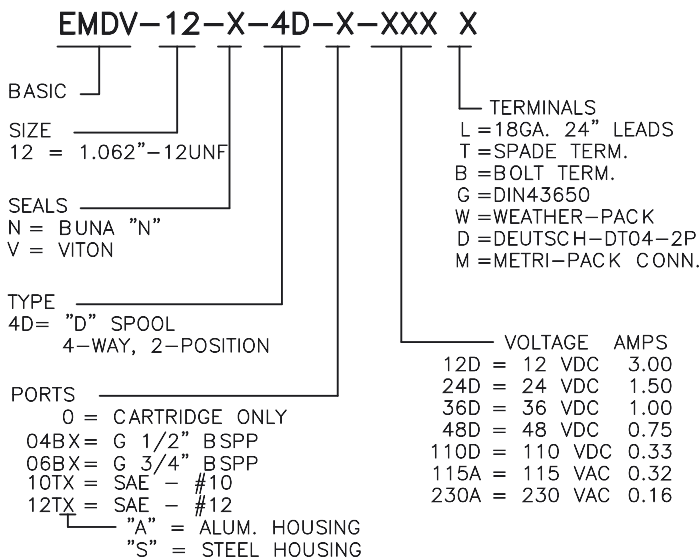 EMDV-12-X-4D-X-XXX X
BASIC
SIZE
12 = 1.062"-12UNF
SEALS
N = BUNA "N"
V = VITON
TYPE
4D= "D" SPOOL
4-WAY, 2-POSITION
PORTS
0 = CARTRIDGE ONLY
04BX= G 1/2" BSPP
06BX= G 3/4" BSPP
10TX = SAE - #10
12TX = SAE - #12
"A" = ALUM. HOUSING
"S" = STEEL HOUSING
TERMINALS
L =18GA. 24" LEADS
T =SPADE TERM.
B =BOLT TERM.
G =DIN43650
W =WEATHER-PACK
D =DEUTSCH-DT04-2P
M =METRI-PACK CONN.
VOLTAGE AMPS
12D = 12 VDC 3.00
24D = 24 VDC 1.50
36D = 36 VDC 1.00
48D = 48 VDC 0.75
110D = 110 VDC 0.33
115A = 115 VAC 0.32
230A = 230 VAC 0.16